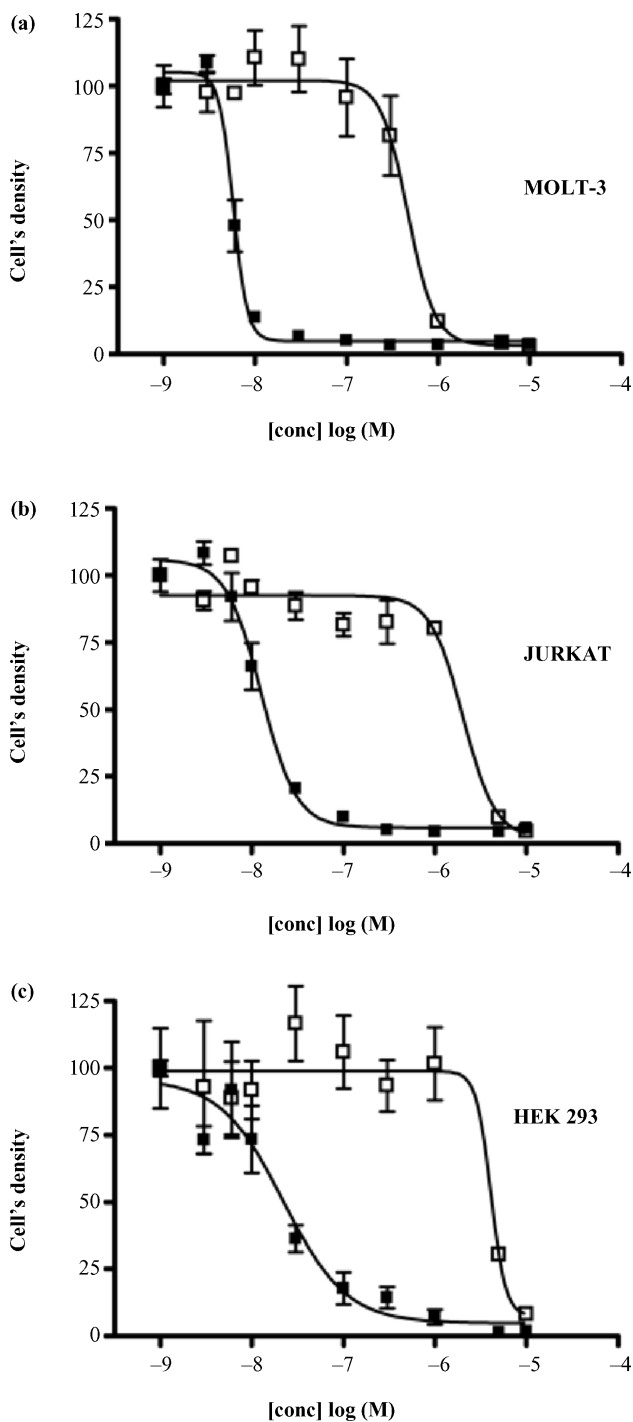 (a)
125
100
75
50
25
0
Cell's density
MOLT-3
–9 –8 –7 –6 –5 –4
[conc] log (M)
(b)
125
100
75
50
25
0
Cell's density
JURKAT
–9 –8 –7 –6 –5 –4
[conc] log (M)
(c)
125
100
75
50
25
0
Cell's density
HEK 293
–9 –8 –7 –6 –5 –4
[conc] log (M)